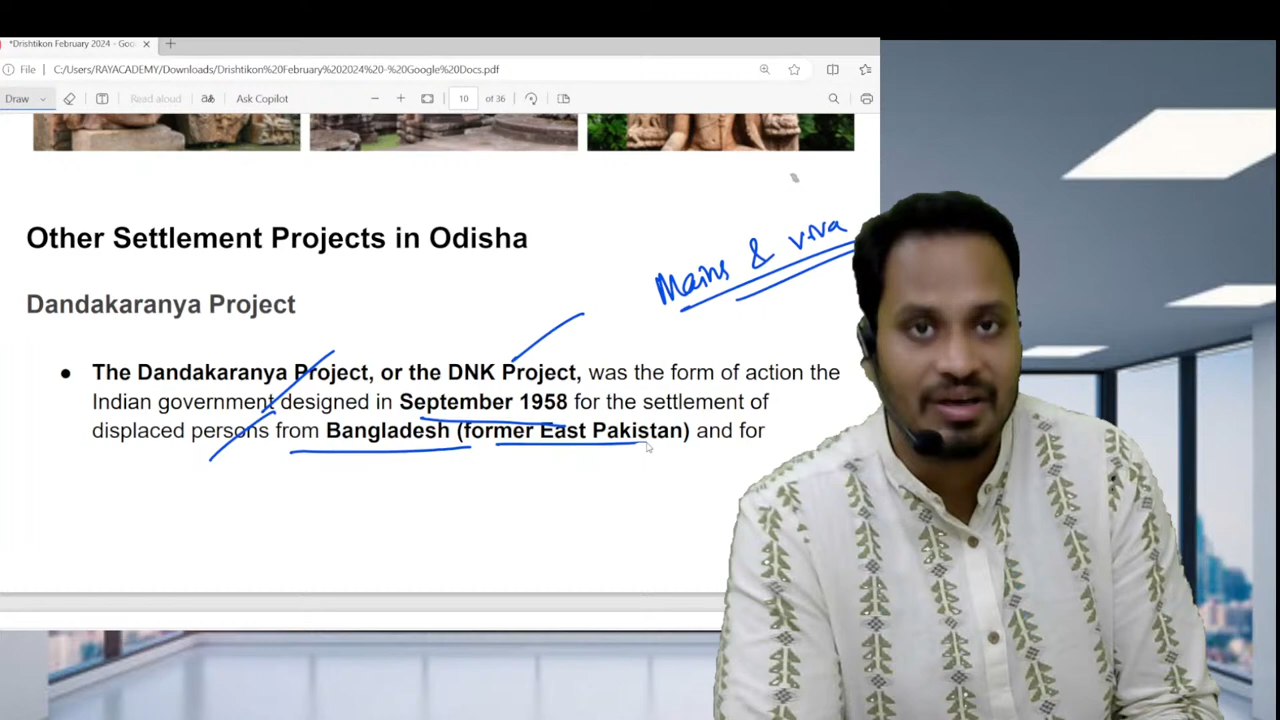 *Drishtikon February 2024 - Goo
File C:/Users/RAYACADEMY/Downloads/Drishtikon%20February%202024%20-%20Google%20Docs.pdf
Draw Read aloud Ask Copilot 10 of 36
Other Settlement Projects in Odisha
Mains & viva
Dandakaranya Project
The Dandakaranya Project, or the DNK Project, was the form of action the
Indian government designed in September 1958 for the settlement of
displaced persons from Bangladesh (former East Pakistan) and for